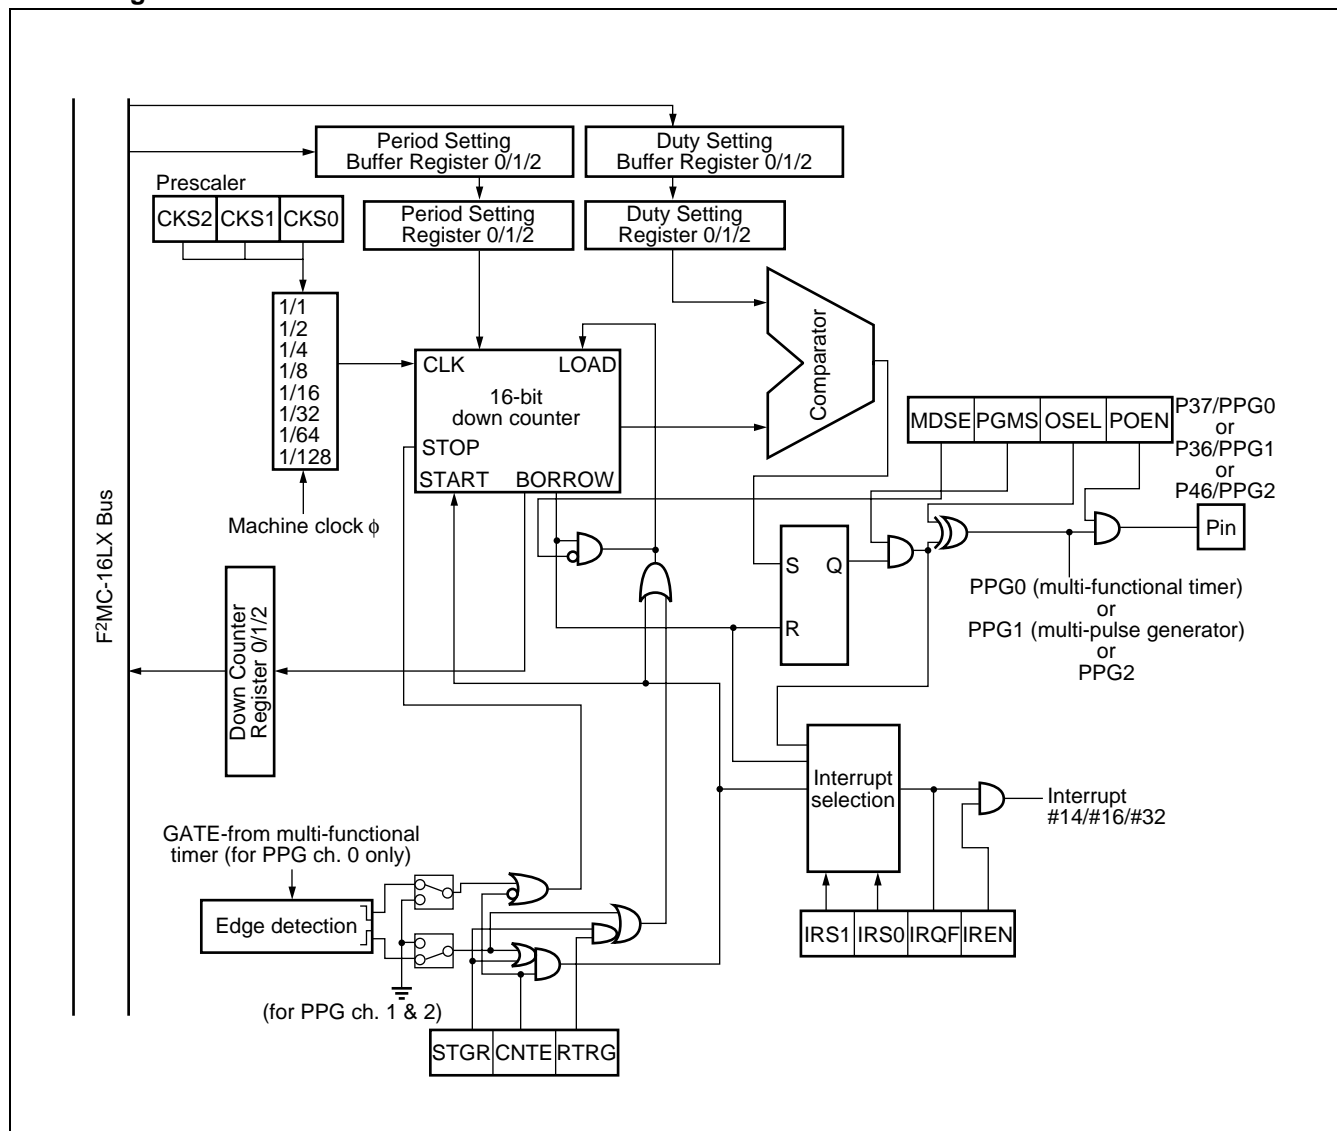 Period Setting
Buffer Register 0/1/2
Duty Setting
Buffer Register 0/1/2
Prescaler
CKS2 CKS1 CKS0
Period Setting
Register 0/1/2
Duty Setting
Register 0/1/2
1/1
1/2
1/4
1/8
1/16
1/32
1/64
1/128
Machine clock ϕ
CLK
LOAD
16-bit
down counter
STOP
START
BORROW
Comparator
MDSE PGMS OSEL POEN
P37/PPG0
or
P36/PPG1
or
P46/PPG2
Pin
S
Q
R
PPG0 (multi-functional timer)
or
PPG1 (multi-pulse generator)
or
PPG2
F²MC-16LX Bus
Down Counter
Register 0/1/2
Interrupt
selection
Interrupt
#14/#16/#32
GATE-from multi-functional
timer (for PPG ch. 0 only)
Edge detection
IRS1 IRS0 IRQF IREN
(for PPG ch. 1 & 2)
STGR CNTE RTRG